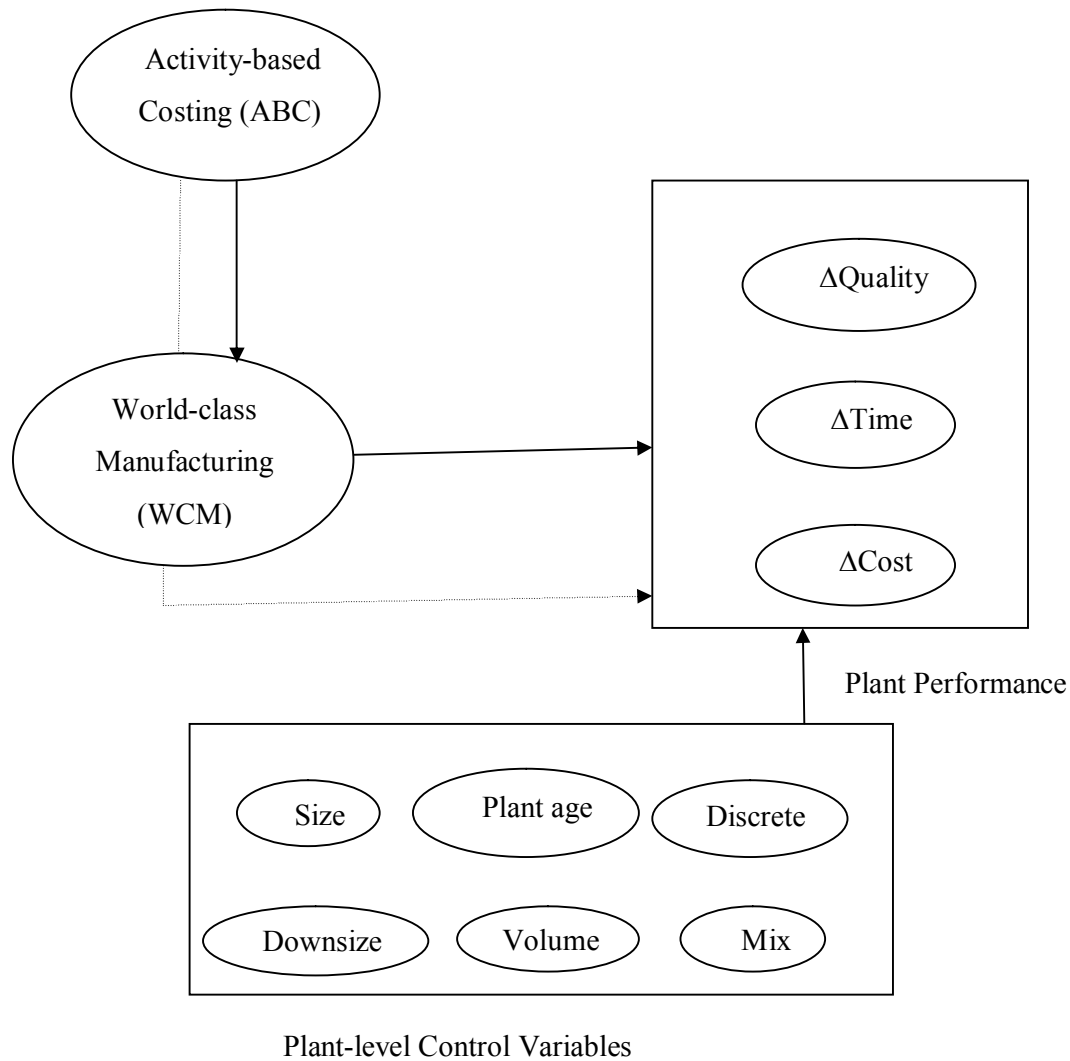 Activity-based
Costing (ABC)
World-class
Manufacturing
(WCM)
ΔQuality
ΔTime
ΔCost
Plant Performance
Size
Plant age
Discrete
Downsize
Volume
Mix
Plant-level Control Variables